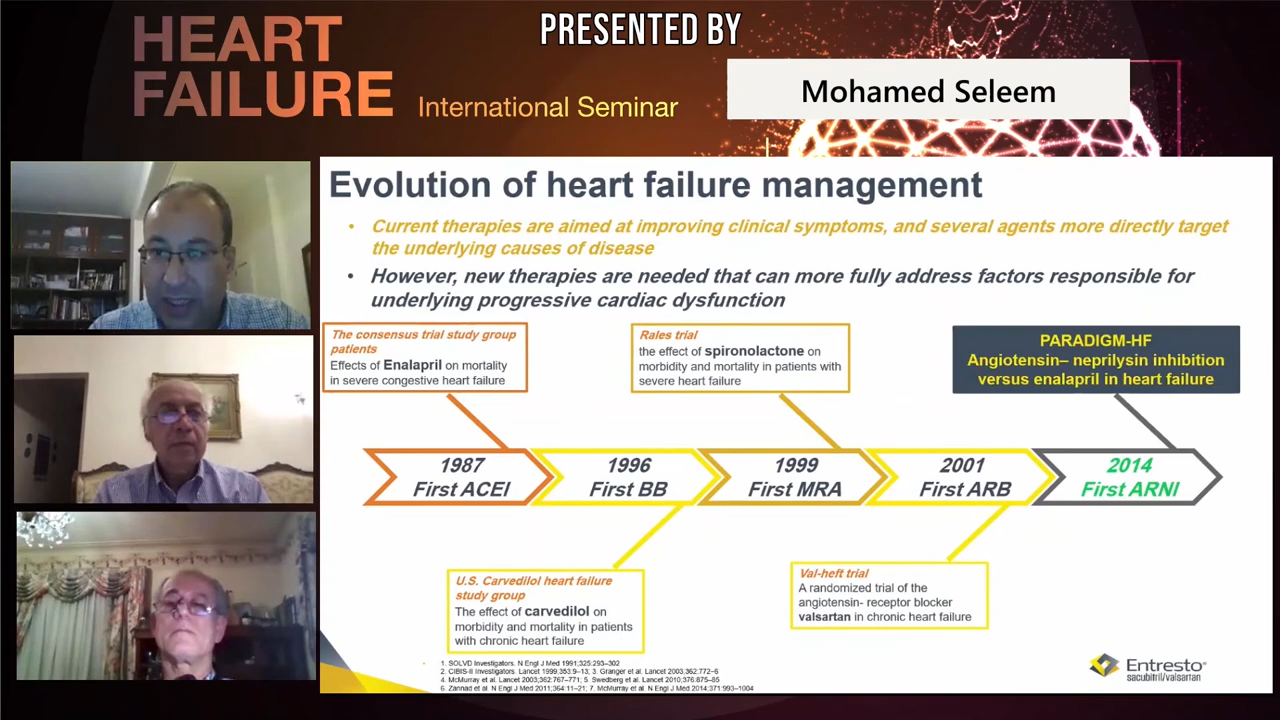 HEART
FAILURE
International Seminar
PRESENTED BY
Mohamed Seleem
Evolution of heart failure management
• Current therapies are aimed at improving clinical symptoms, and several agents more directly target
the underlying causes of disease
• However, new therapies are needed that can more fully address factors responsible for
underlying progressive cardiac dysfunction
The consensus trial study group
patients
Effects of Enalapril on mortality
in severe congestive heart failure
Rales trial
the effect of spironolactone on
morbidity and mortality in patients with
severe heart failure
PARADIGM-HF
Angiotensin– neprilysin inhibition
versus enalapril in heart failure
1987
First ACEI
1996
First BB
1999
First MRA
2001
First ARB
2014
First ARNI
U.S. Carvedilol heart failure
study group
The effect of carvedilol on
morbidity and mortality in patients
with chronic heart failure
Val-heft trial
A randomized trial of the
angiotensin- receptor blocker
valsartan in chronic heart failure
1. SOLVD Investigators. N Engl J Med 1991;325:293–302
2. CIBIS-II Investigators. Lancet 1999;353:9–13; 3. Granger et al. Lancet 2003;362:772–6
4. McMurray et al. Lancet 2003;362:767–771; 5. Swedberg et al. Lancet 2010;376:875–85
6. Zannad et al. N Engl J Med 2011;364:11–21; 7. McMurray et al. N Engl J Med 2014;371:993–1004
Entresto®
sacubitril/valsartan